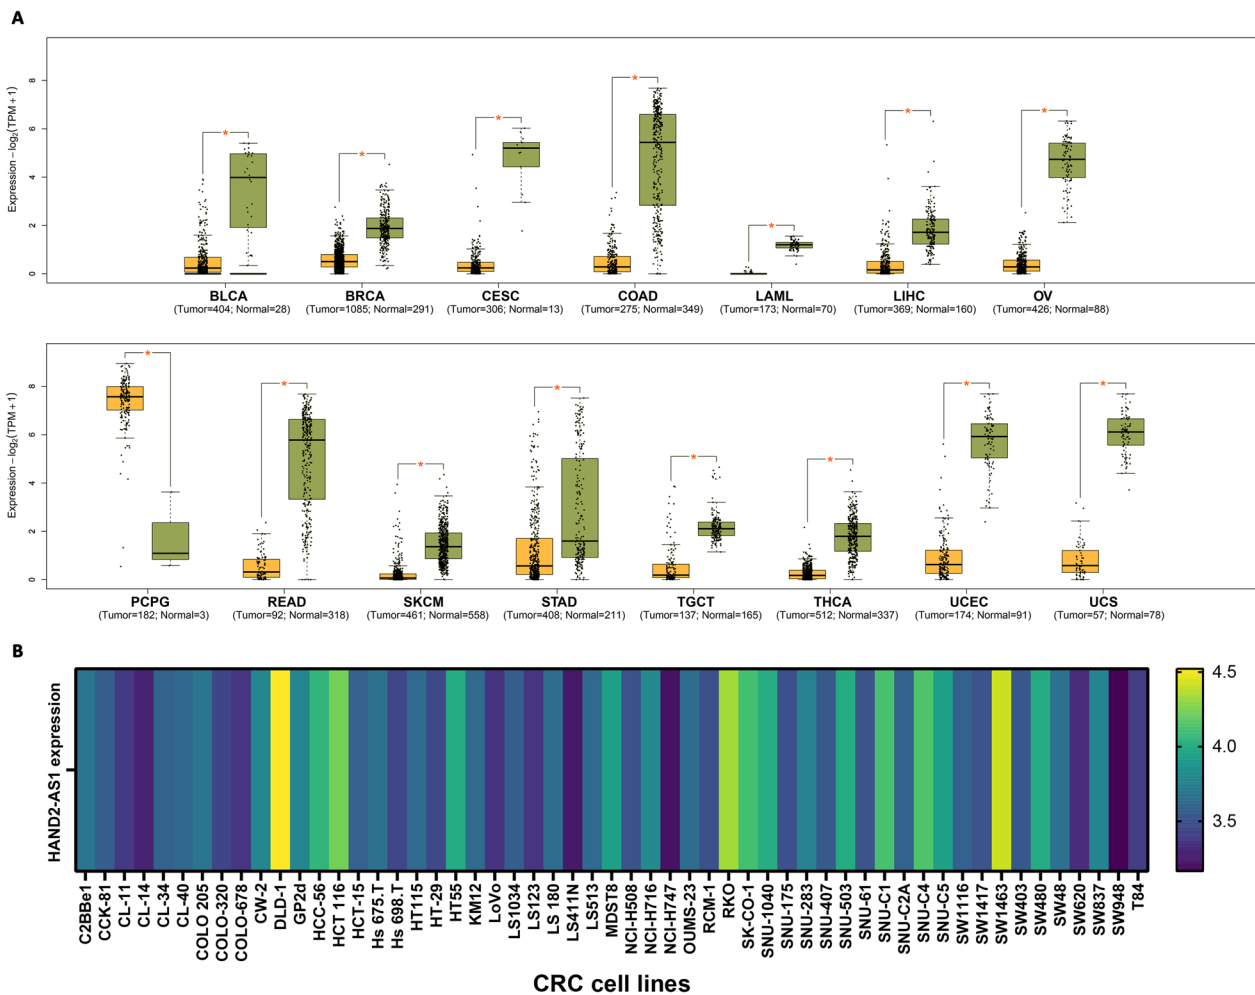 A
Expression – log2(TPM + 1)
8
6
4
2
0
* * * * * * *
BLCA BRCA CESC COAD LAML LIHC OV
(Tumor=404; Normal=28) (Tumor=1085; Normal=291) (Tumor=306; Normal=13) (Tumor=275; Normal=349) (Tumor=173; Normal=70) (Tumor=369; Normal=160) (Tumor=426; Normal=88)
Expression – log2(TPM + 1)
8
6
4
2
0
* * * * * * * *
PCPG READ SKCM STAD TGCT THCA UCEC UCS
(Tumor=182; Normal=3) (Tumor=92; Normal=318) (Tumor=461; Normal=558) (Tumor=408; Normal=211) (Tumor=137; Normal=165) (Tumor=512; Normal=337) (Tumor=174; Normal=91) (Tumor=57; Normal=78)
B
HAND2-AS1 expression
4.5
4.0
3.5
C2BBe1
CCK-81
CL-11
CL-14
CL-34
CL-40
COLO 205
COLO-320
COLO-678
CW-2
DLD-1
GP2d
HCC-56
HCT 116
HCT-15
Hs 675.T
Hs 698.T
HT115
HT-29
HT55
KM12
LoVo
LS1034
LS123
LS 180
LS411N
LS513
MDST8
NCI-H508
NCI-H716
NCI-H747
OUMS-23
RCM-1
RKO
SK-CO-1
SNU-1040
SNU-175
SNU-283
SNU-407
SNU-503
SNU-61
SNU-C1
SNU-C2A
SNU-C4
SNU-C5
SW1116
SW1417
SW1463
SW403
SW480
SW48
SW620
SW837
SW948
T84
CRC cell lines